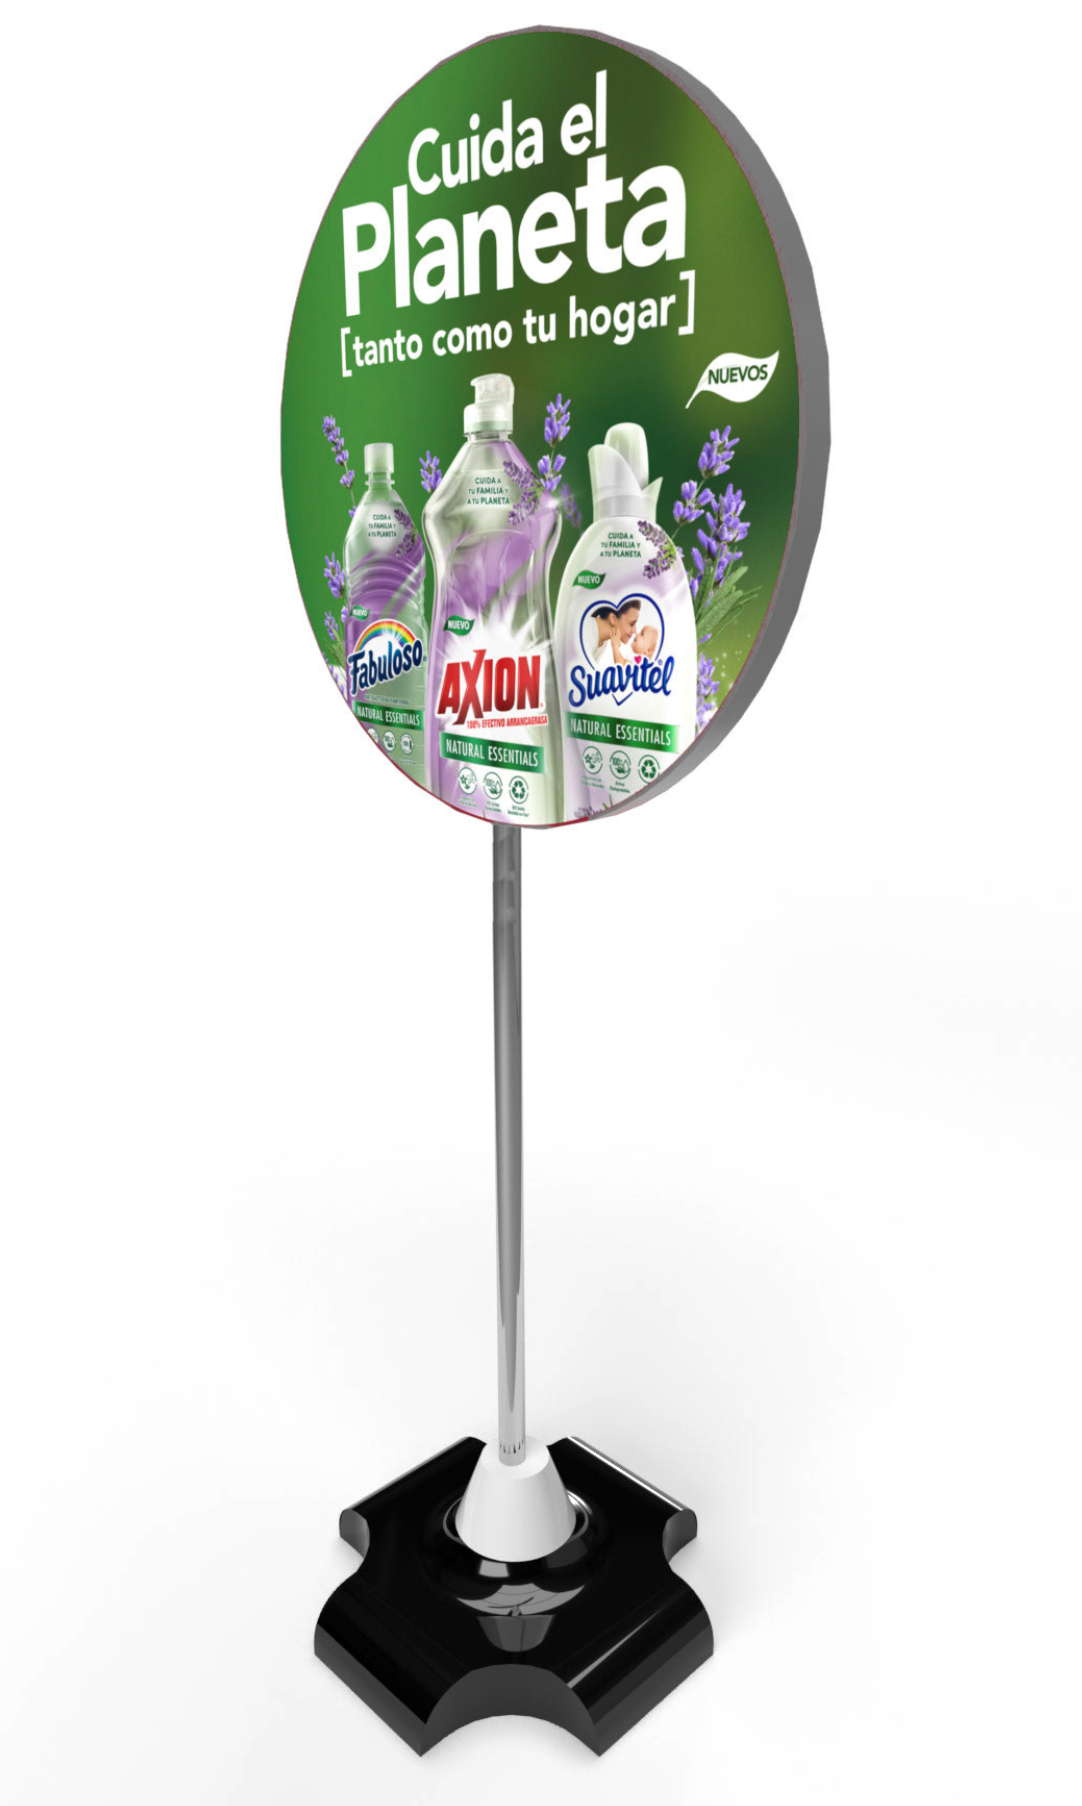 Cuida el
Planeta
[tanto como tu hogar]
NUEVOS
CUIDA A
TU FAMILIA Y
A TU PLANETA
NUEVO
Fabuloso
NATURAL ESSENTIALS
CUIDA A
TU FAMILIA Y
A TU PLANETA
NUEVO
AXION
100% EFECTIVO ARRANCAGRASA
NATURAL ESSENTIALS
CUIDA A
TU FAMILIA Y
A TU PLANETA
NUEVO
Suavitel
NATURAL ESSENTIALS